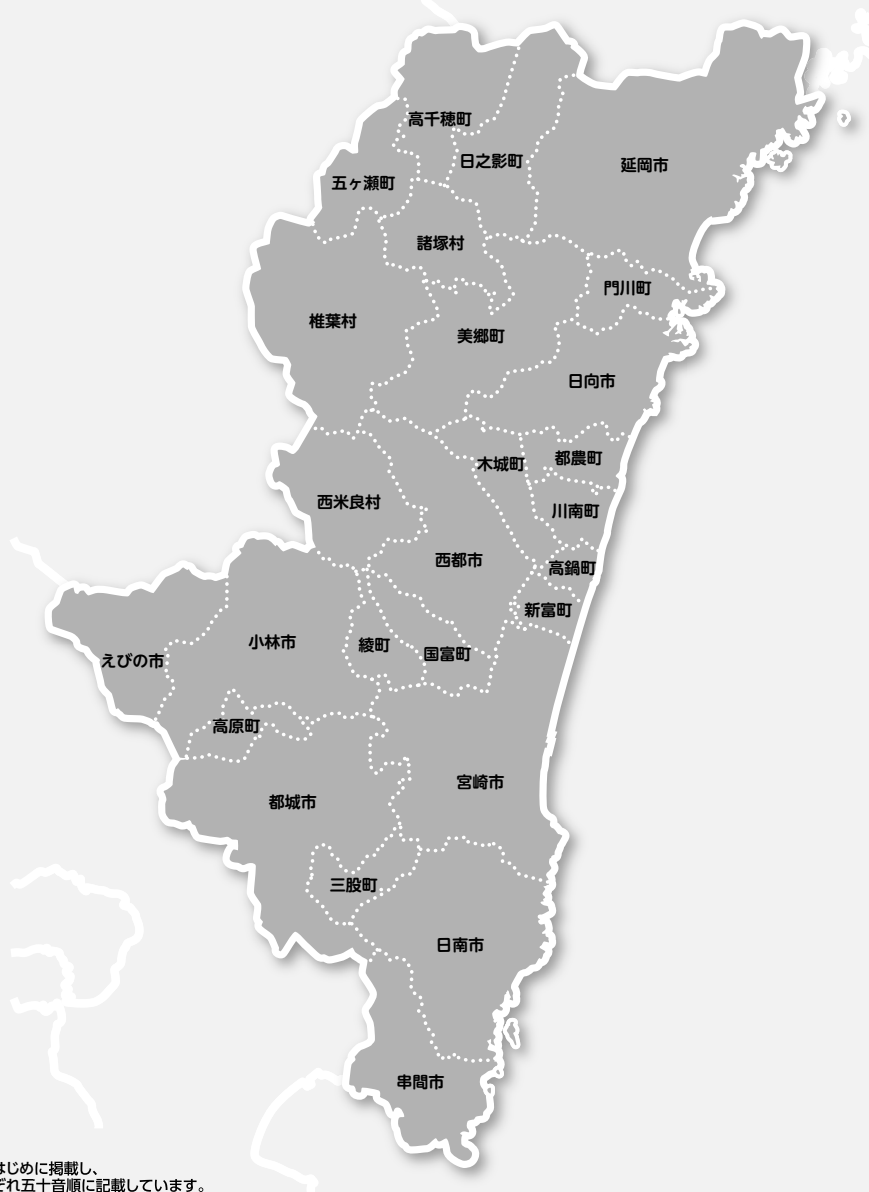 高千穂町
日之影町
延岡市
五ヶ瀬町
諸塚村
門川町
椎葉村
美郷町
日向市
木城町
都農町
西米良村
川南町
西都市
高鍋町
新富町
小林市
綾町
国富町
えびの市
高原町
宮崎市
都城市
三股町
日南市
串間市
はじめに掲載し、
ぞれ五十音順に記載しています。